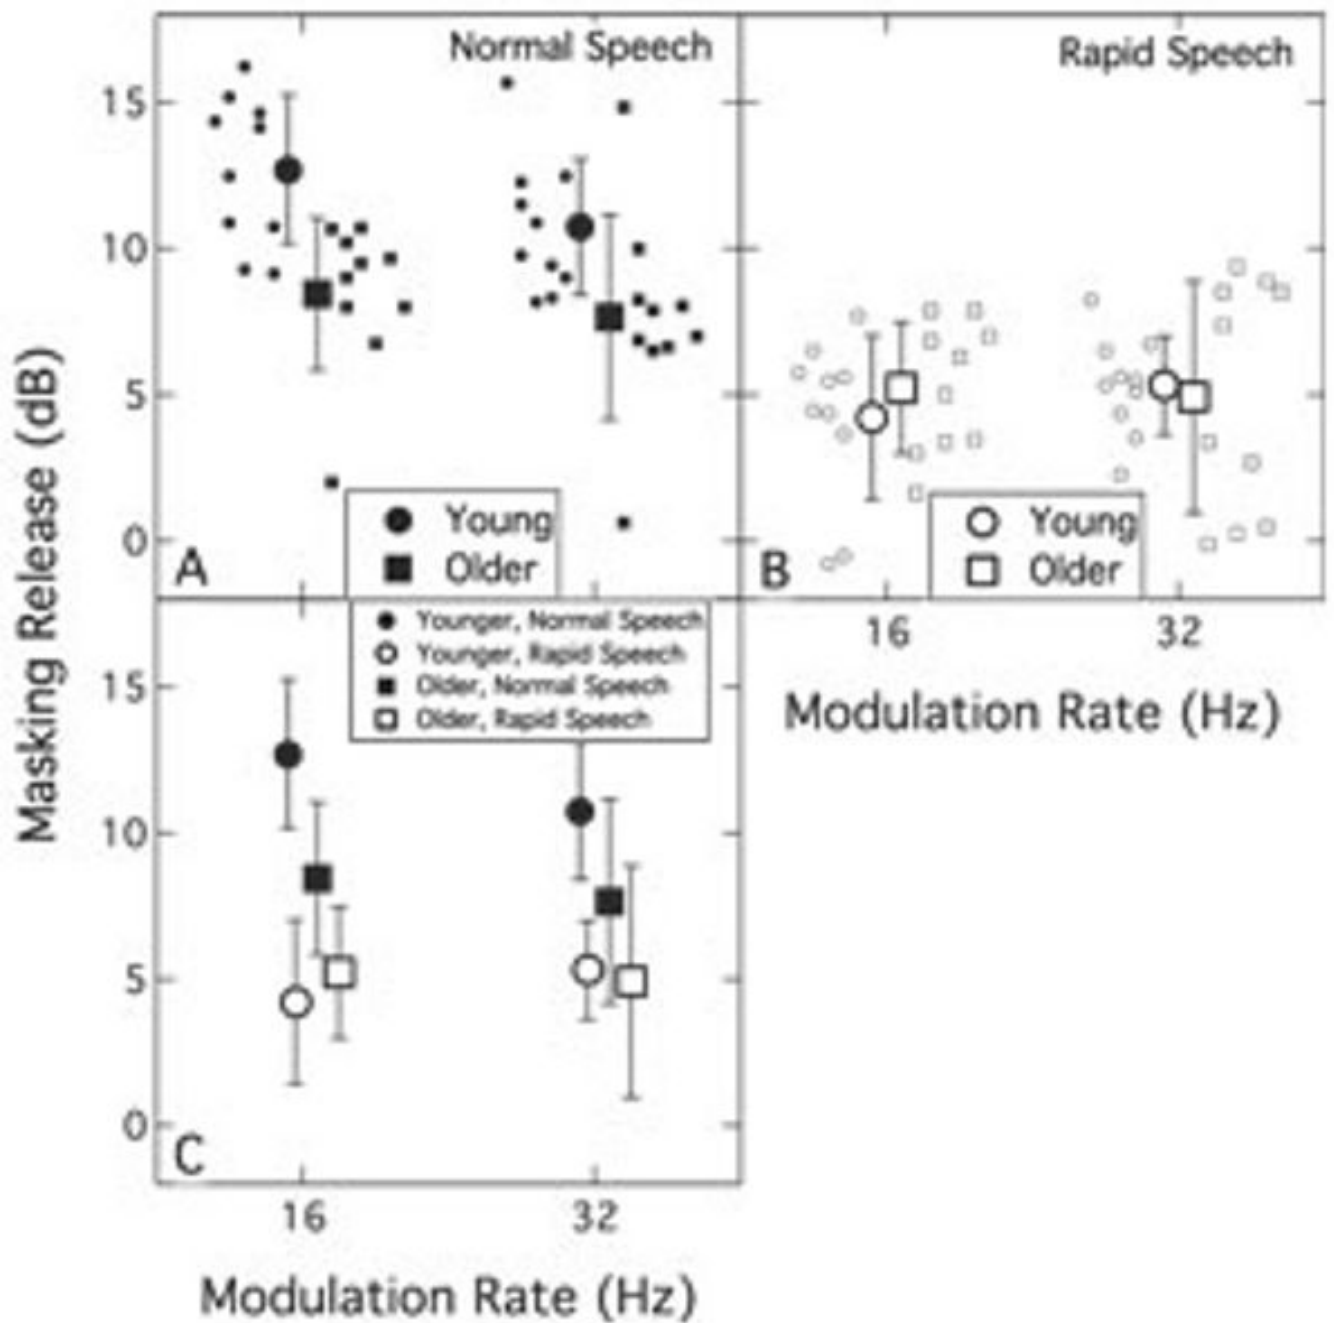 Masking Release (dB)
Normal Speech
15
10
5
0
A
Young
Older
Rapid Speech
B
Young
Older
16
32
Modulation Rate (Hz)
Younger, Normal Speech
Younger, Rapid Speech
Older, Normal Speech
Older, Rapid Speech
15
10
5
0
C
16
32
Modulation Rate (Hz)